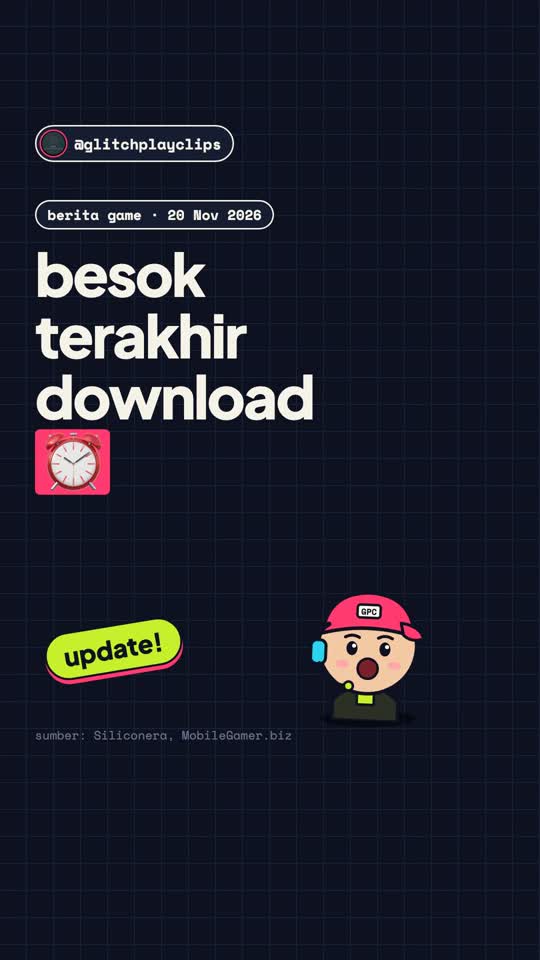 @glitchplayclips
berita game · 20 Nov 2026
besok
terakhir
download
GPC
update!
sumber: Siliconera, MobileGamer.biz